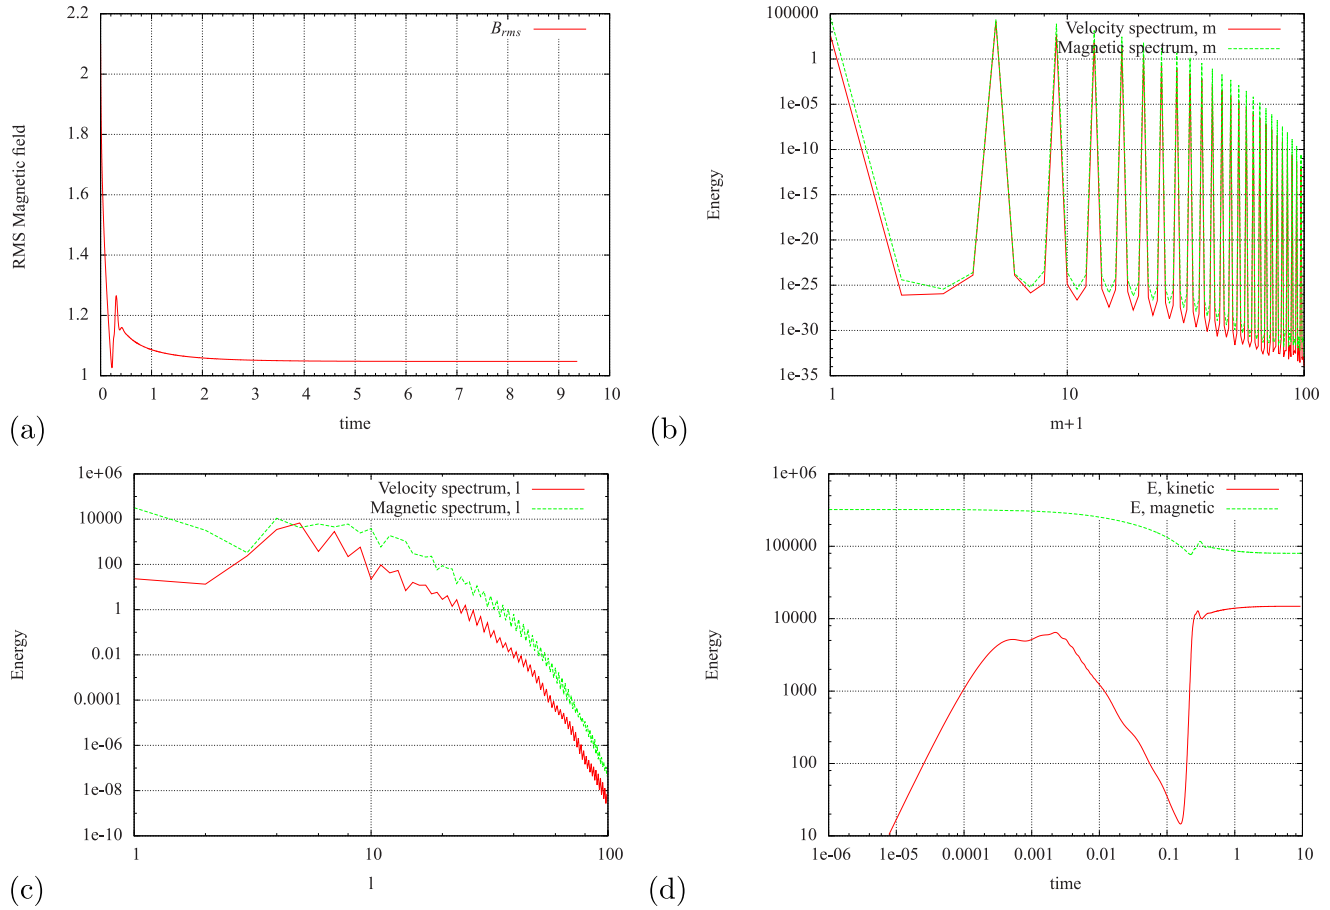 B_rms
2.2
2
1.8
1.6
1.4
1.2
1
0 1 2 3 4 5 6 7 8 9 10
RMS Magnetic field
time
(a)
Velocity spectrum, m
Magnetic spectrum, m
100000
1
1e-05
1e-10
1e-15
1e-20
1e-25
1e-30
1e-35
1 10 100
Energy
m+1
(b)
Velocity spectrum, l
Magnetic spectrum, l
1e+06
10000
100
1
0.01
0.0001
1e-06
1e-08
1e-10
1 10 100
Energy
l
(c)
E, kinetic
E, magnetic
1e+06
100000
10000
1000
100
10
1e-06 1e-05 0.0001 0.001 0.01 0.1 1 10
Energy
time
(d)